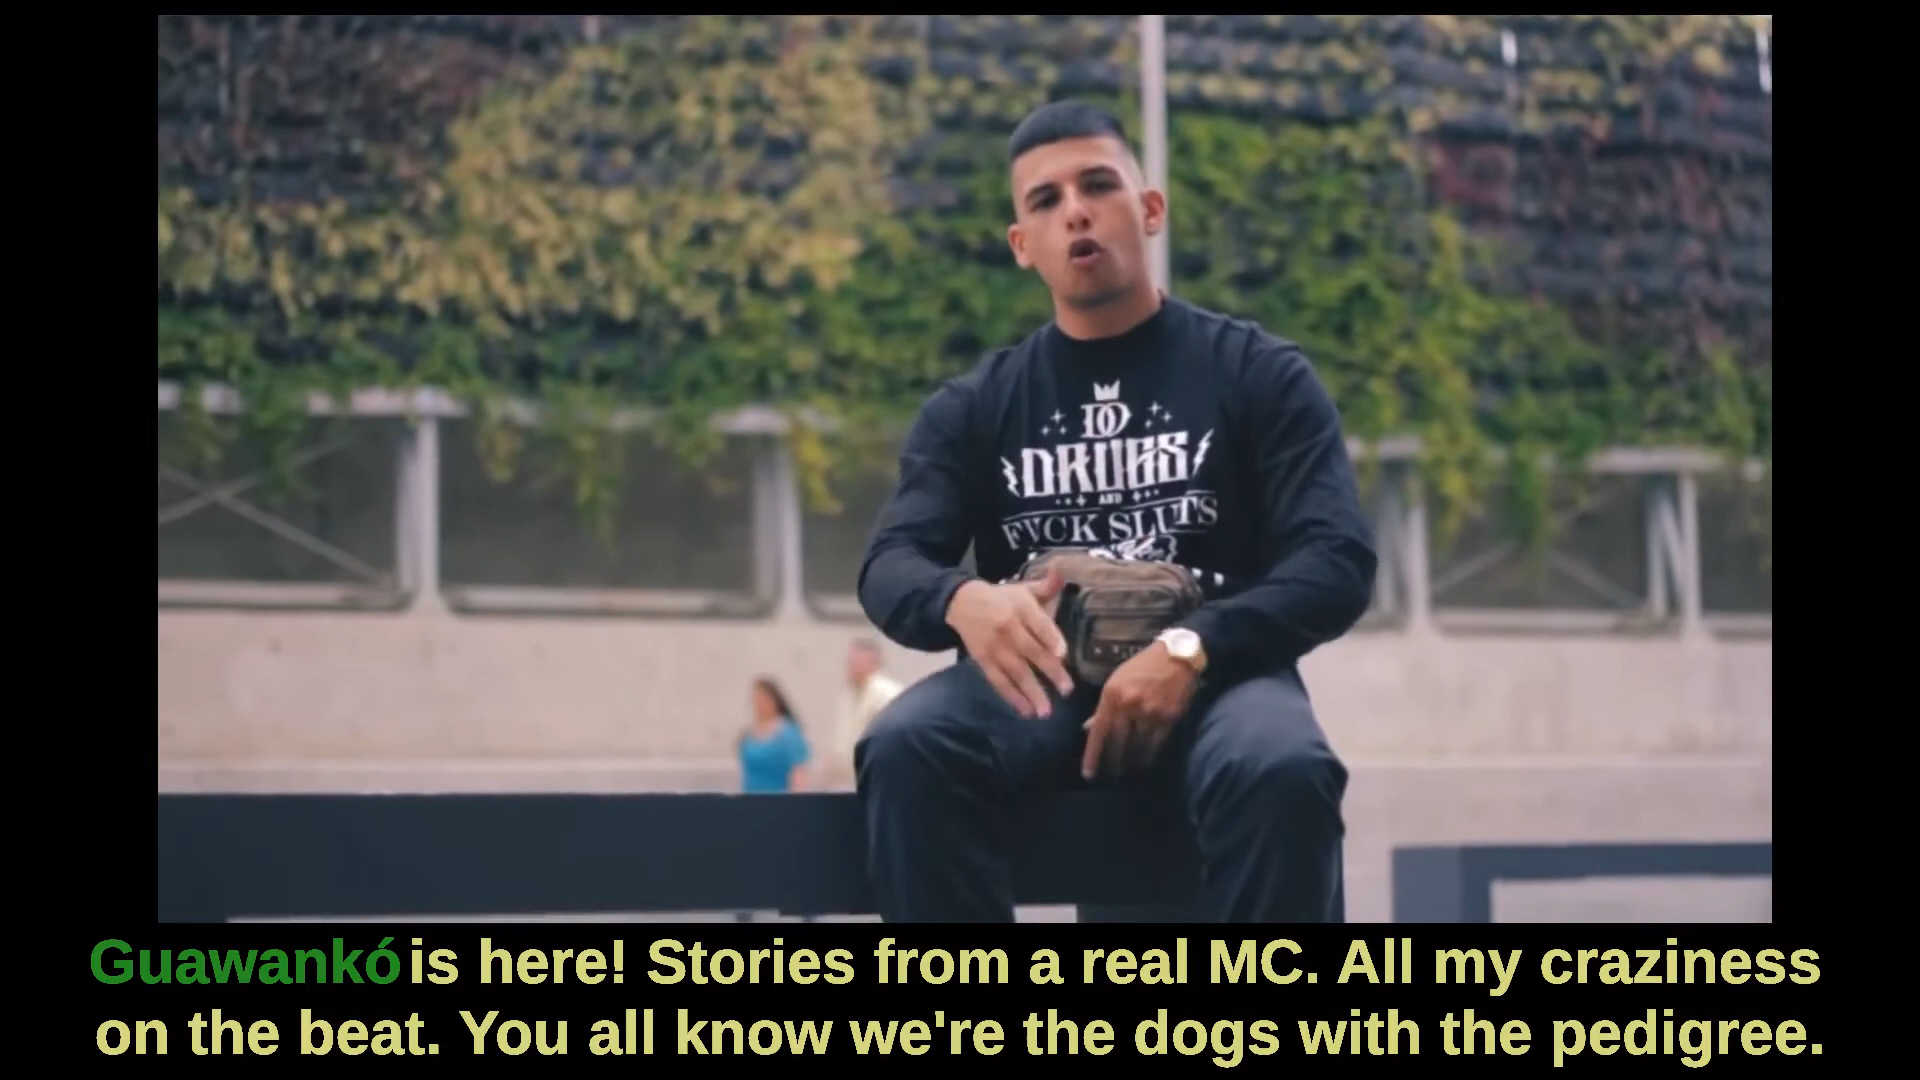 DO
DRUGS
AND
FVCK SLUTS
Guawankó is here! Stories from a real MC. All my craziness
on the beat. You all know we're the dogs with the pedigree.